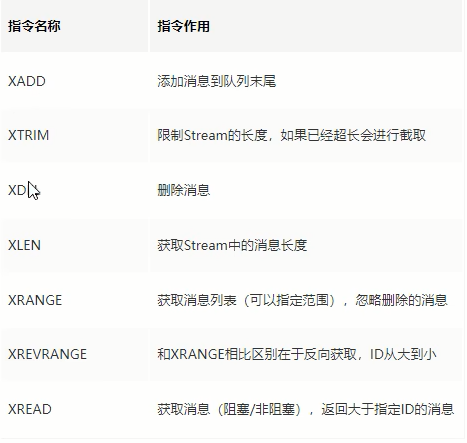 指令名称 指令作用
XADD 添加消息到队列末尾
XTRIM 限制Stream的长度，如果已经超长会进行截取
删除消息
XLEN 获取Stream中的消息长度
XRANGE 获取消息列表（可以指定范围），忽略删除的消息
XREVRANGE 和XRANGE相比区别在于反向获取，ID从大到小
XREAD 获取消息（阻塞/非阻塞），返回大于指定ID的消息